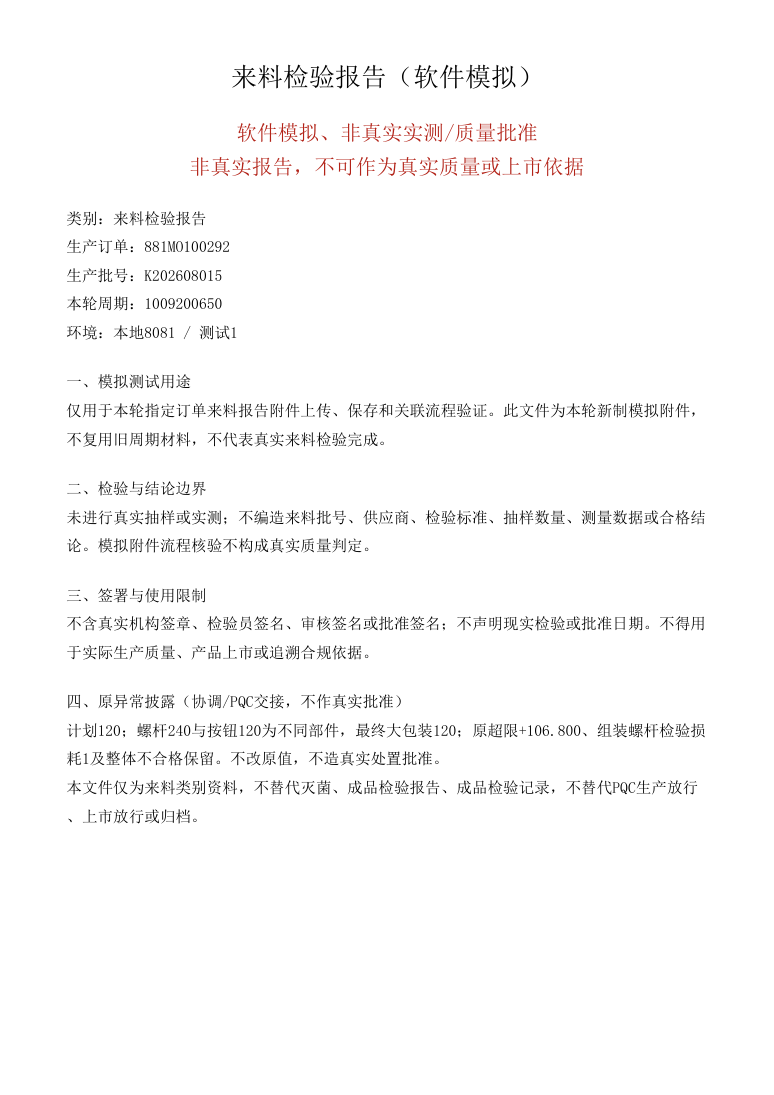 来料检验报告（软件模拟）
软件模拟、非真实实测/质量批准
非真实报告，不可作为真实质量或上市依据
类别：来料检验报告
生产订单：881MO100292
生产批号：K202608015
本轮周期：1009200650
环境：本地8081 / 测试1
一、模拟测试用途
仅用于本轮指定订单来料报告附件上传、保存和关联流程验证。此文件为本轮新制模拟附件，
不复用旧周期材料，不代表真实来料检验完成。
二、检验与结论边界
未进行真实抽样或实测；不编造来料批号、供应商、检验标准、抽样数量、测量数据或合格结
论。模拟附件流程核验不构成真实质量判定。
三、签署与使用限制
不含真实机构签章、检验员签名、审核签名或批准签名；不声明现实检验或批准日期。不得用
于实际生产质量、产品上市或追溯合规依据。
四、原异常披露（协调/PQC交接，不作真实批准）
计划120；螺杆240与按钮120为不同部件，最终大包装120；原超限+106.800、组装螺杆检验损
耗1及整体不合格保留。不改原值，不造真实处置批准。
本文件仅为来料类别资料，不替代灭菌、成品检验报告、成品检验记录，不替代PQC生产放行
、上市放行或归档。